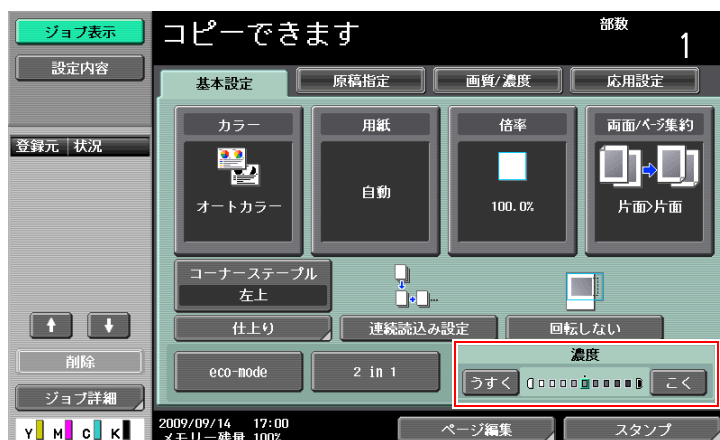 ジョブ表示
設定内容
登録元 状況
削除
ジョブ詳細
Y M C K
コピーできます
部数
1
基本設定
原稿指定
画質/濃度
応用設定
カラー
オートカラー
用紙
自動
倍率
100.0%
両面/ページ集約
片面>片面
コーナーステープル
左上
仕上り
連続読込み設定
回転しない
eco-mode
2 in 1
濃度
うすく
こく
2009/09/14 17:00
メモリー残量 100%
ページ編集
スタンプ